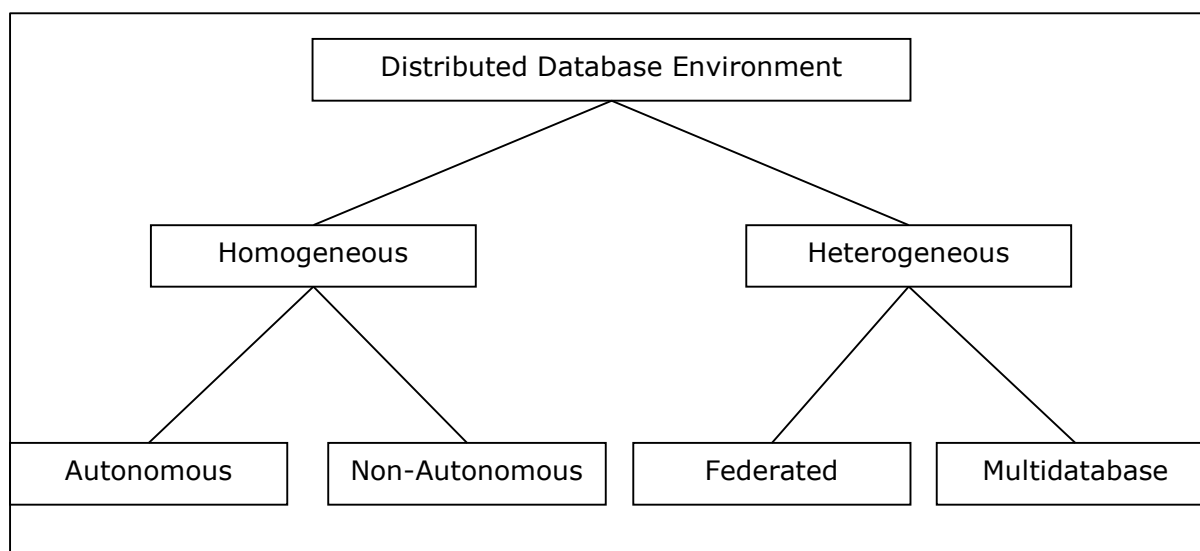 Distributed Database Environment
Homogeneous
Heterogeneous
Autonomous
Non-Autonomous
Federated
Multidatabase